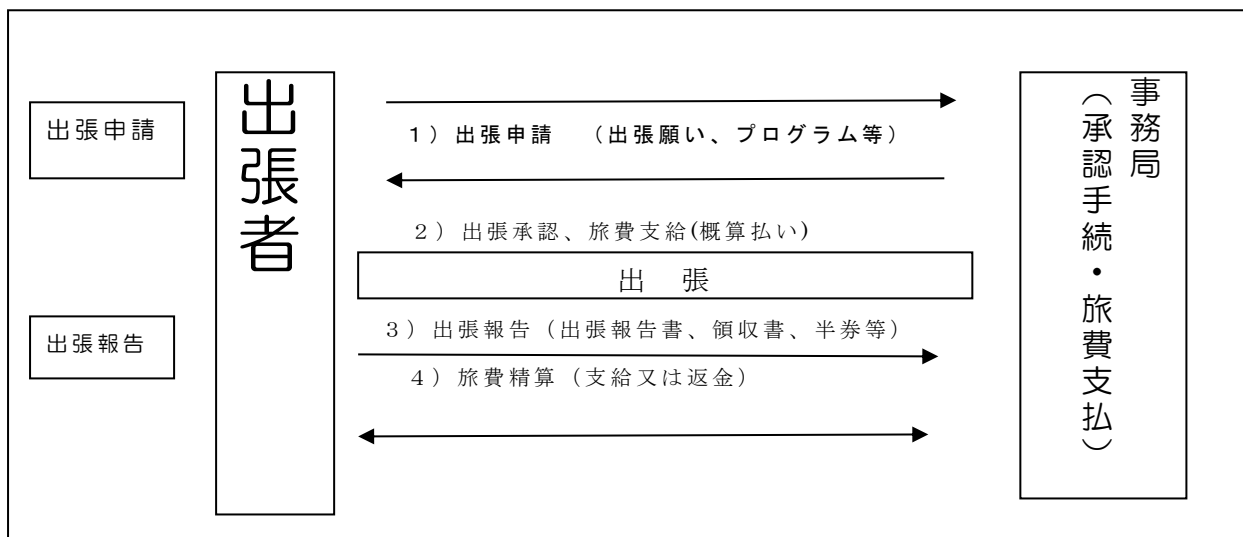 出張申請
出張者
1）出張申請　（出張願い、プログラム等）
2）出張承認、旅費支給(概算払い)
出　張
出張報告
3）出張報告（出張報告書、領収書、半券等）
4）旅費精算（支給又は返金）
事務局
（承認手続・旅費支払）